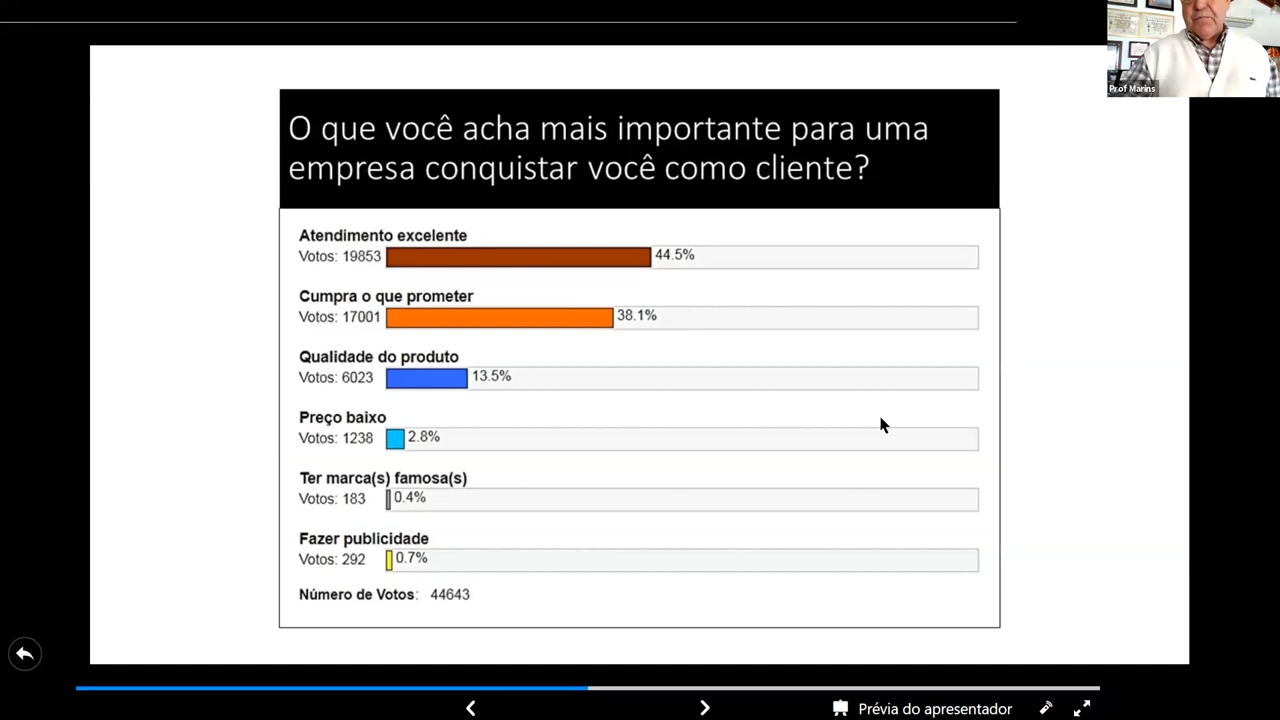 Prof Marins
O que você acha mais importante para uma
empresa conquistar você como cliente?
Atendimento excelente
Votos: 19853 44.5%
Cumpra o que prometer
Votos: 17001 38.1%
Qualidade do produto
Votos: 6023 13.5%
Preço baixo
Votos: 1238 2.8%
Ter marca(s) famosa(s)
Votos: 183 0.4%
Fazer publicidade
Votos: 292 0.7%
Número de Votos: 44643
Prévia do apresentador